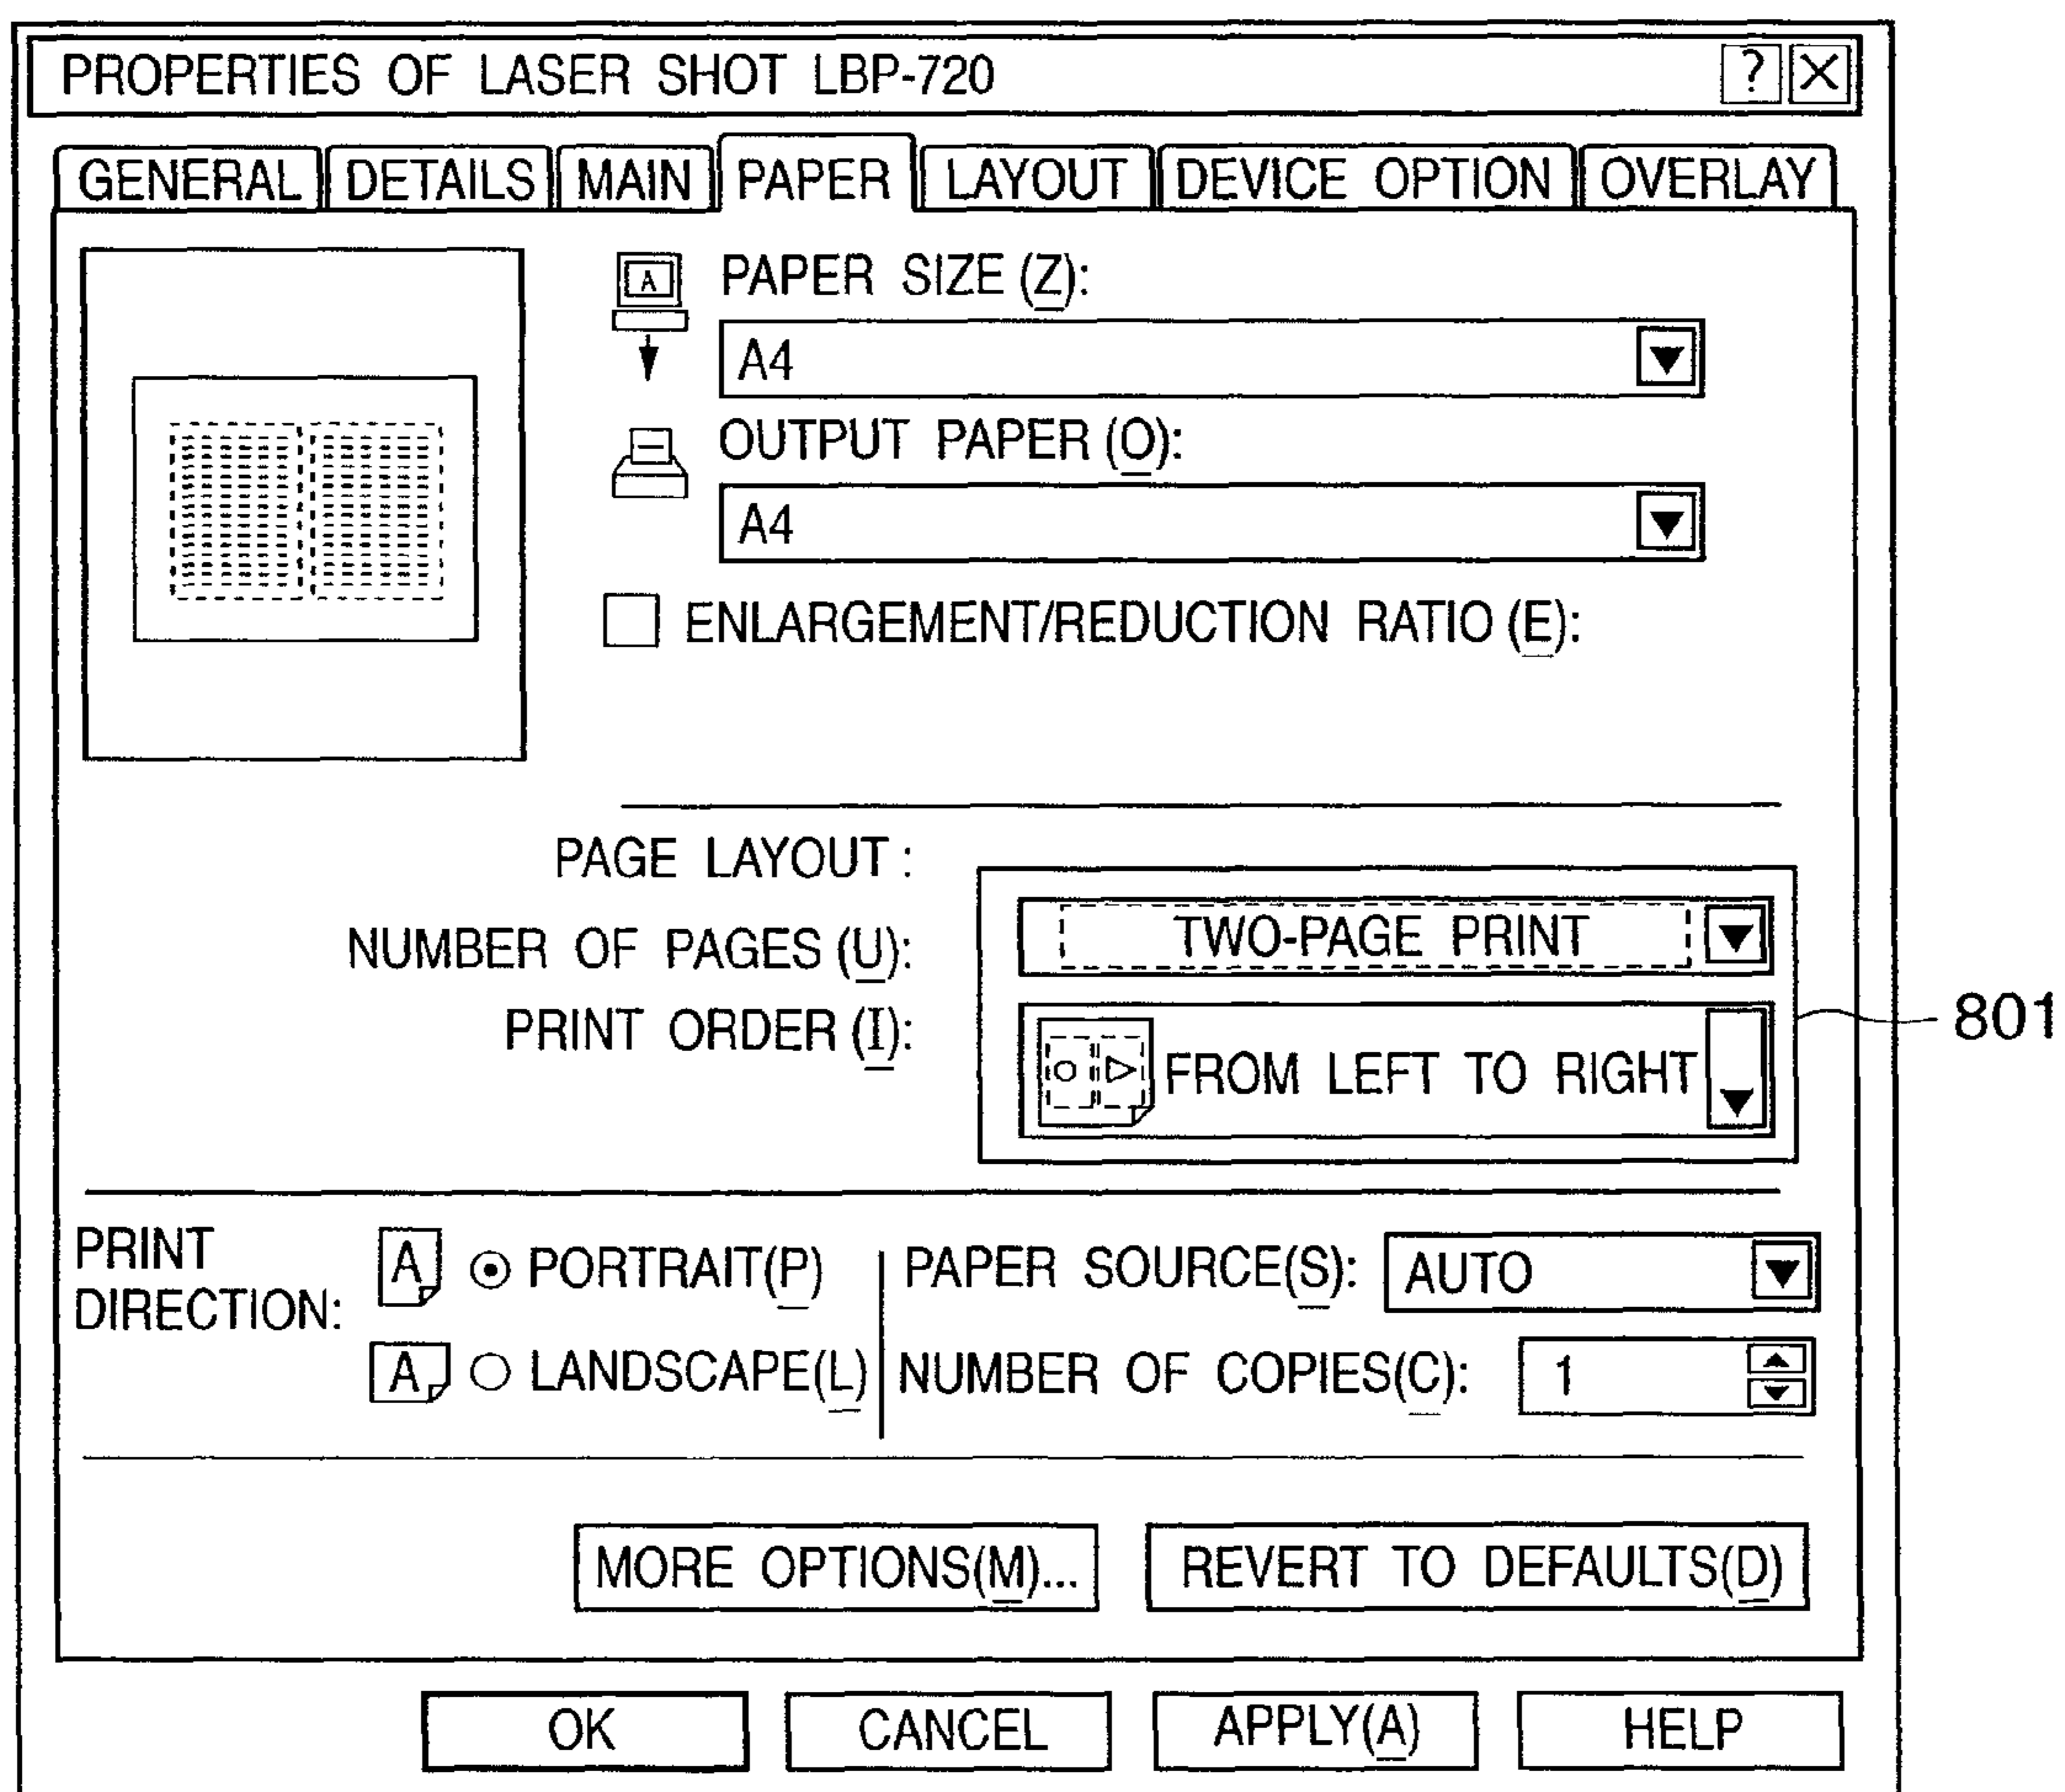 PROPERTIES OF LASER SHOT LBP-720 ? X
GENERAL DETAILS MAIN PAPER LAYOUT DEVICE OPTION OVERLAY
A PAPER SIZE (Z):
A4
OUTPUT PAPER (O):
A4
ENLARGEMENT/REDUCTION RATIO (E):
PAGE LAYOUT :
NUMBER OF PAGES (U): TWO-PAGE PRINT
PRINT ORDER (I): FROM LEFT TO RIGHT
801
PRINT DIRECTION:
A PORTRAIT(P)
A LANDSCAPE(L)
PAPER SOURCE(S): AUTO
NUMBER OF COPIES(C): 1
MORE OPTIONS(M)... REVERT TO DEFAULTS(D)
OK CANCEL APPLY(A) HELP